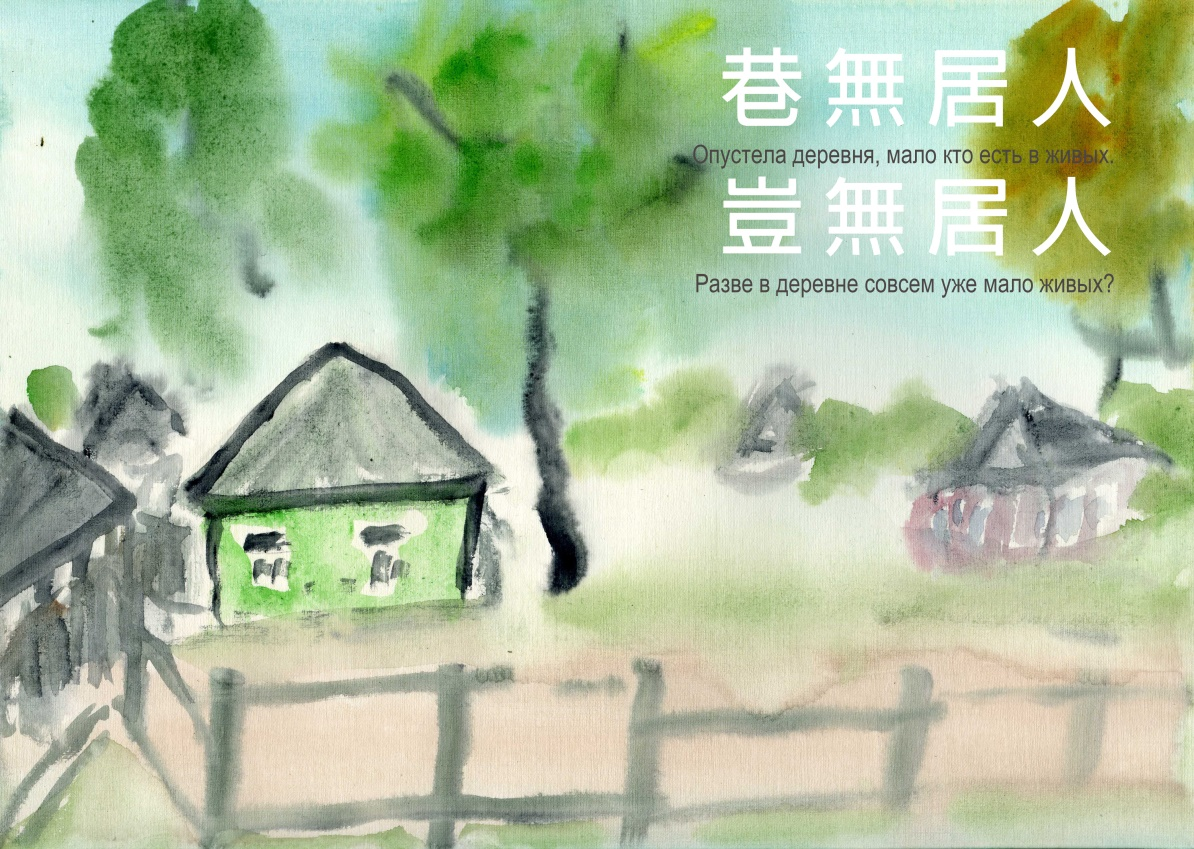 巷無居人
Опустела деревня, мало кто есть в живых.
豈無居人
Разве в деревне совсем уже мало живых?